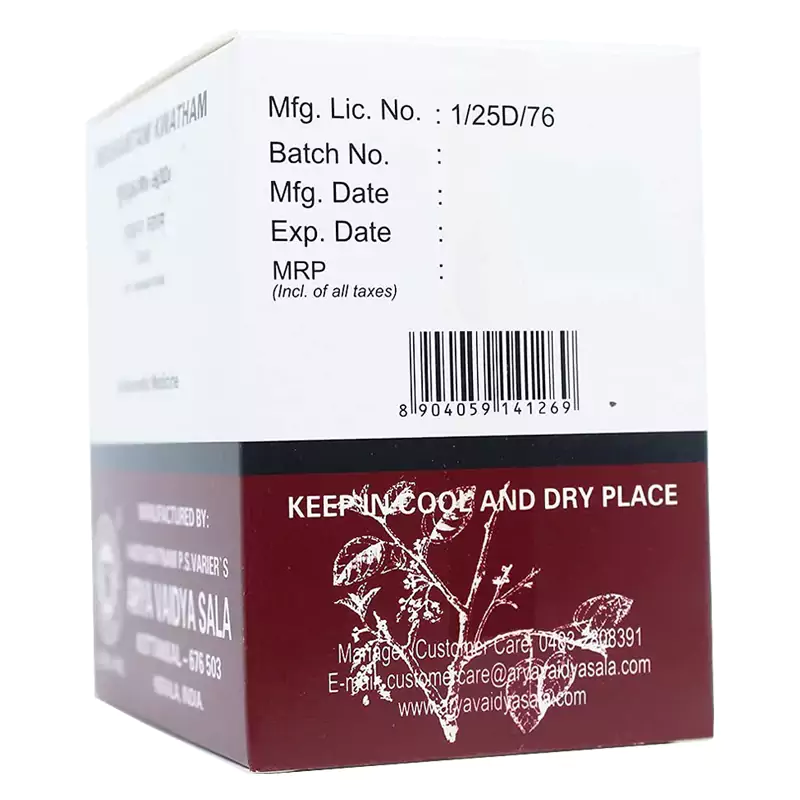 KWATHAM
Medicine
MANUFACTURED BY:
P.S. VARIER'S
ARYA VAIDYA SALA
KOTTAKKAL - 676 503
KERALA, INDIA.
Mfg. Lic. No. : 1/25D/76
Batch No. :
Mfg. Date :
Exp. Date :
MRP :
(Incl. of all taxes)
8 904059 141269
KEEP IN COOL AND DRY PLACE
Manager, Customer Care: 0483 2808391
E-mail: customercare@aryavaidyasala.com
www.aryavaidyasala.com